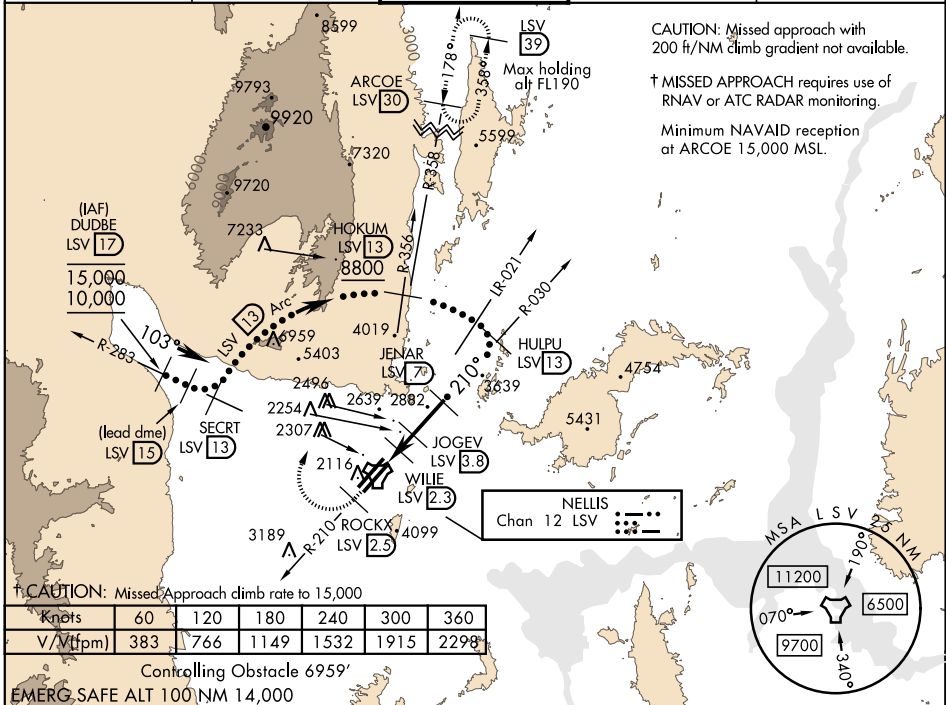 8599
3000
178°
358°
LSV
39
Max holding
alt FL190
CAUTION: Missed approach with
200 ft/NM climb gradient not available.
† MISSED APPROACH requires use of
RNAV or ATC RADAR monitoring.
Minimum NAVAID reception
at ARCOE 15,000 MSL.
ARCOE
LSV 30
9793
9920
5599
7320
R-358
6000
9000
9720
(IAF)
DUDBE
LSV 17
15,000
10,000
7233
HOKUM
LSV 13
8800
R-356
LR-021
R-030
103°
R-283
LSV 13 Arc
6959
5403
4019
JENAR
LSV 7
210°
HULPU
LSV 13
3639
4754
5431
2496
2254
2639
2882
2307
(lead dme)
LSV 15
SECRT
LSV 13
JOGEV
LSV 3.8
2116
WILIE
LSV 2.3
NELLIS
Chan 12 LSV
ROCKX
LSV 2.5
4099
R-210
3189
MSA LSV 25 NM
190°
11200
070°
6500
9700
340°
† CAUTION: Missed Approach climb rate to 15,000
Knots 60 120 180 240 300 360
V/V(fpm) 383 766 1149 1532 1915 2298
Controlling Obstacle 6959'
EMERG SAFE ALT 100 NM 14,000